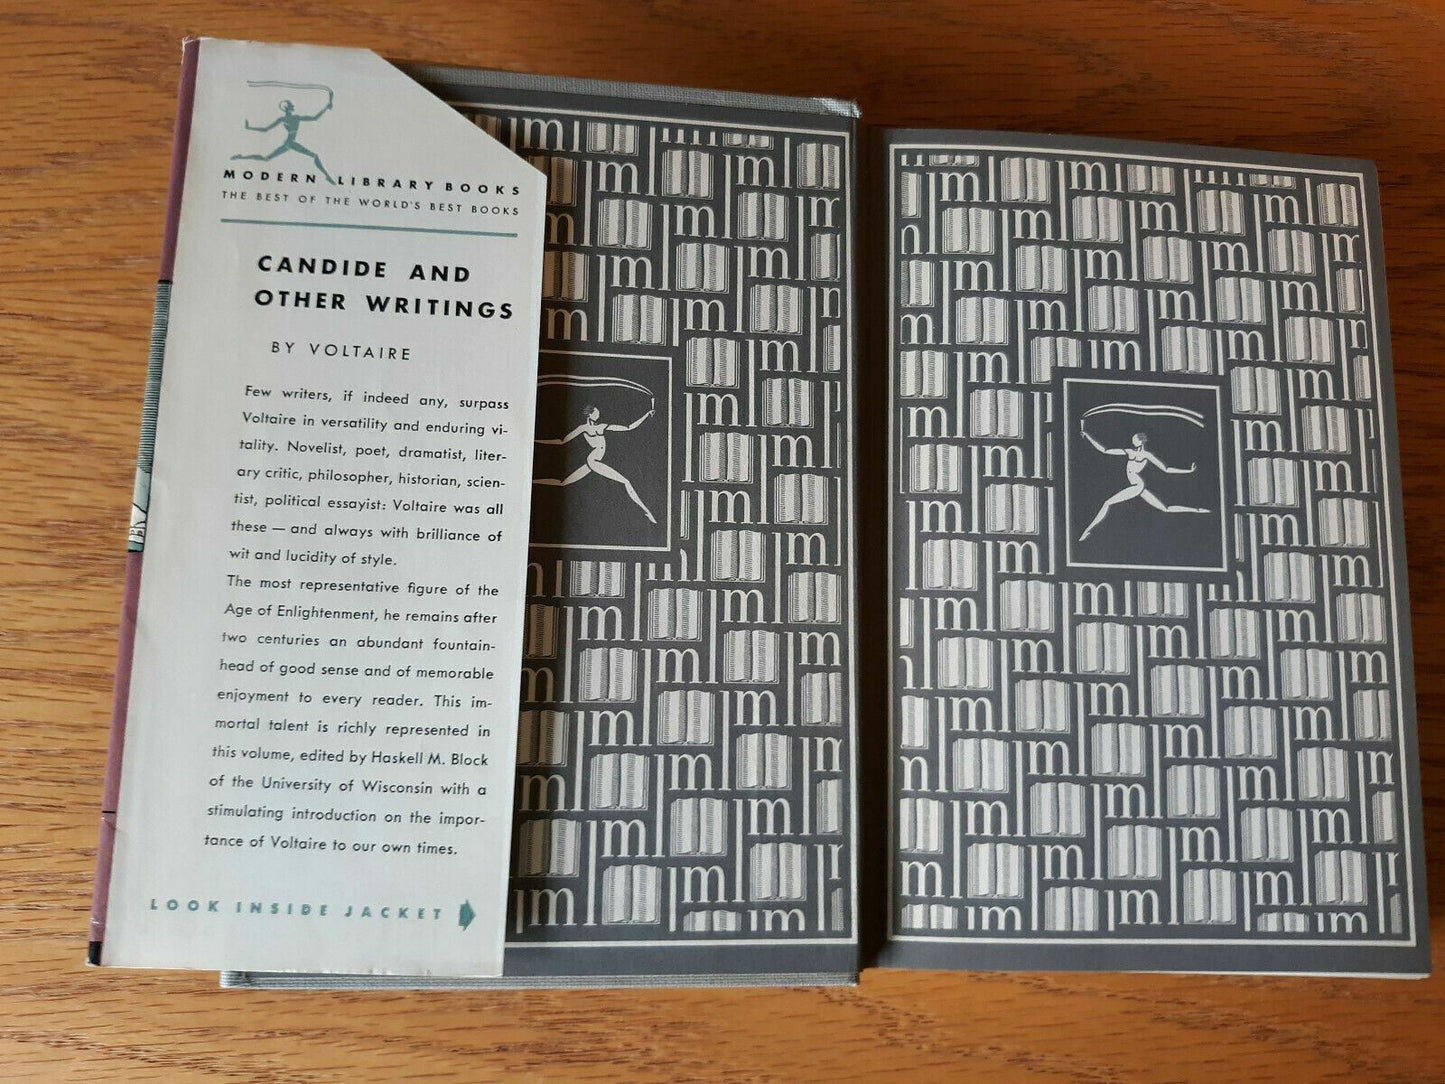 MODERN LIBRARY BOOKS
THE BEST OF THE WORLD'S BEST BOOKS
CANDIDE AND
OTHER WRITINGS
BY VOLTAIRE
Few writers, if indeed any, surpass
Voltaire in versatility and enduring vi-
tality. Novelist, poet, dramatist, liter-
ary critic, philosopher, historian, scien-
tist, political essayist: Voltaire was all
these — and always with brilliance of
wit and lucidity of style.
The most representative figure of the
Age of Enlightenment, he remains after
two centuries an abundant fountain-
head of good sense and of memorable
enjoyment to every reader. This im-
mortal talent is richly represented in
this volume, edited by Haskell M. Block
of the University of Wisconsin with a
stimulating introduction on the impor-
tance of Voltaire to our own times.
LOOK INSIDE JACKET